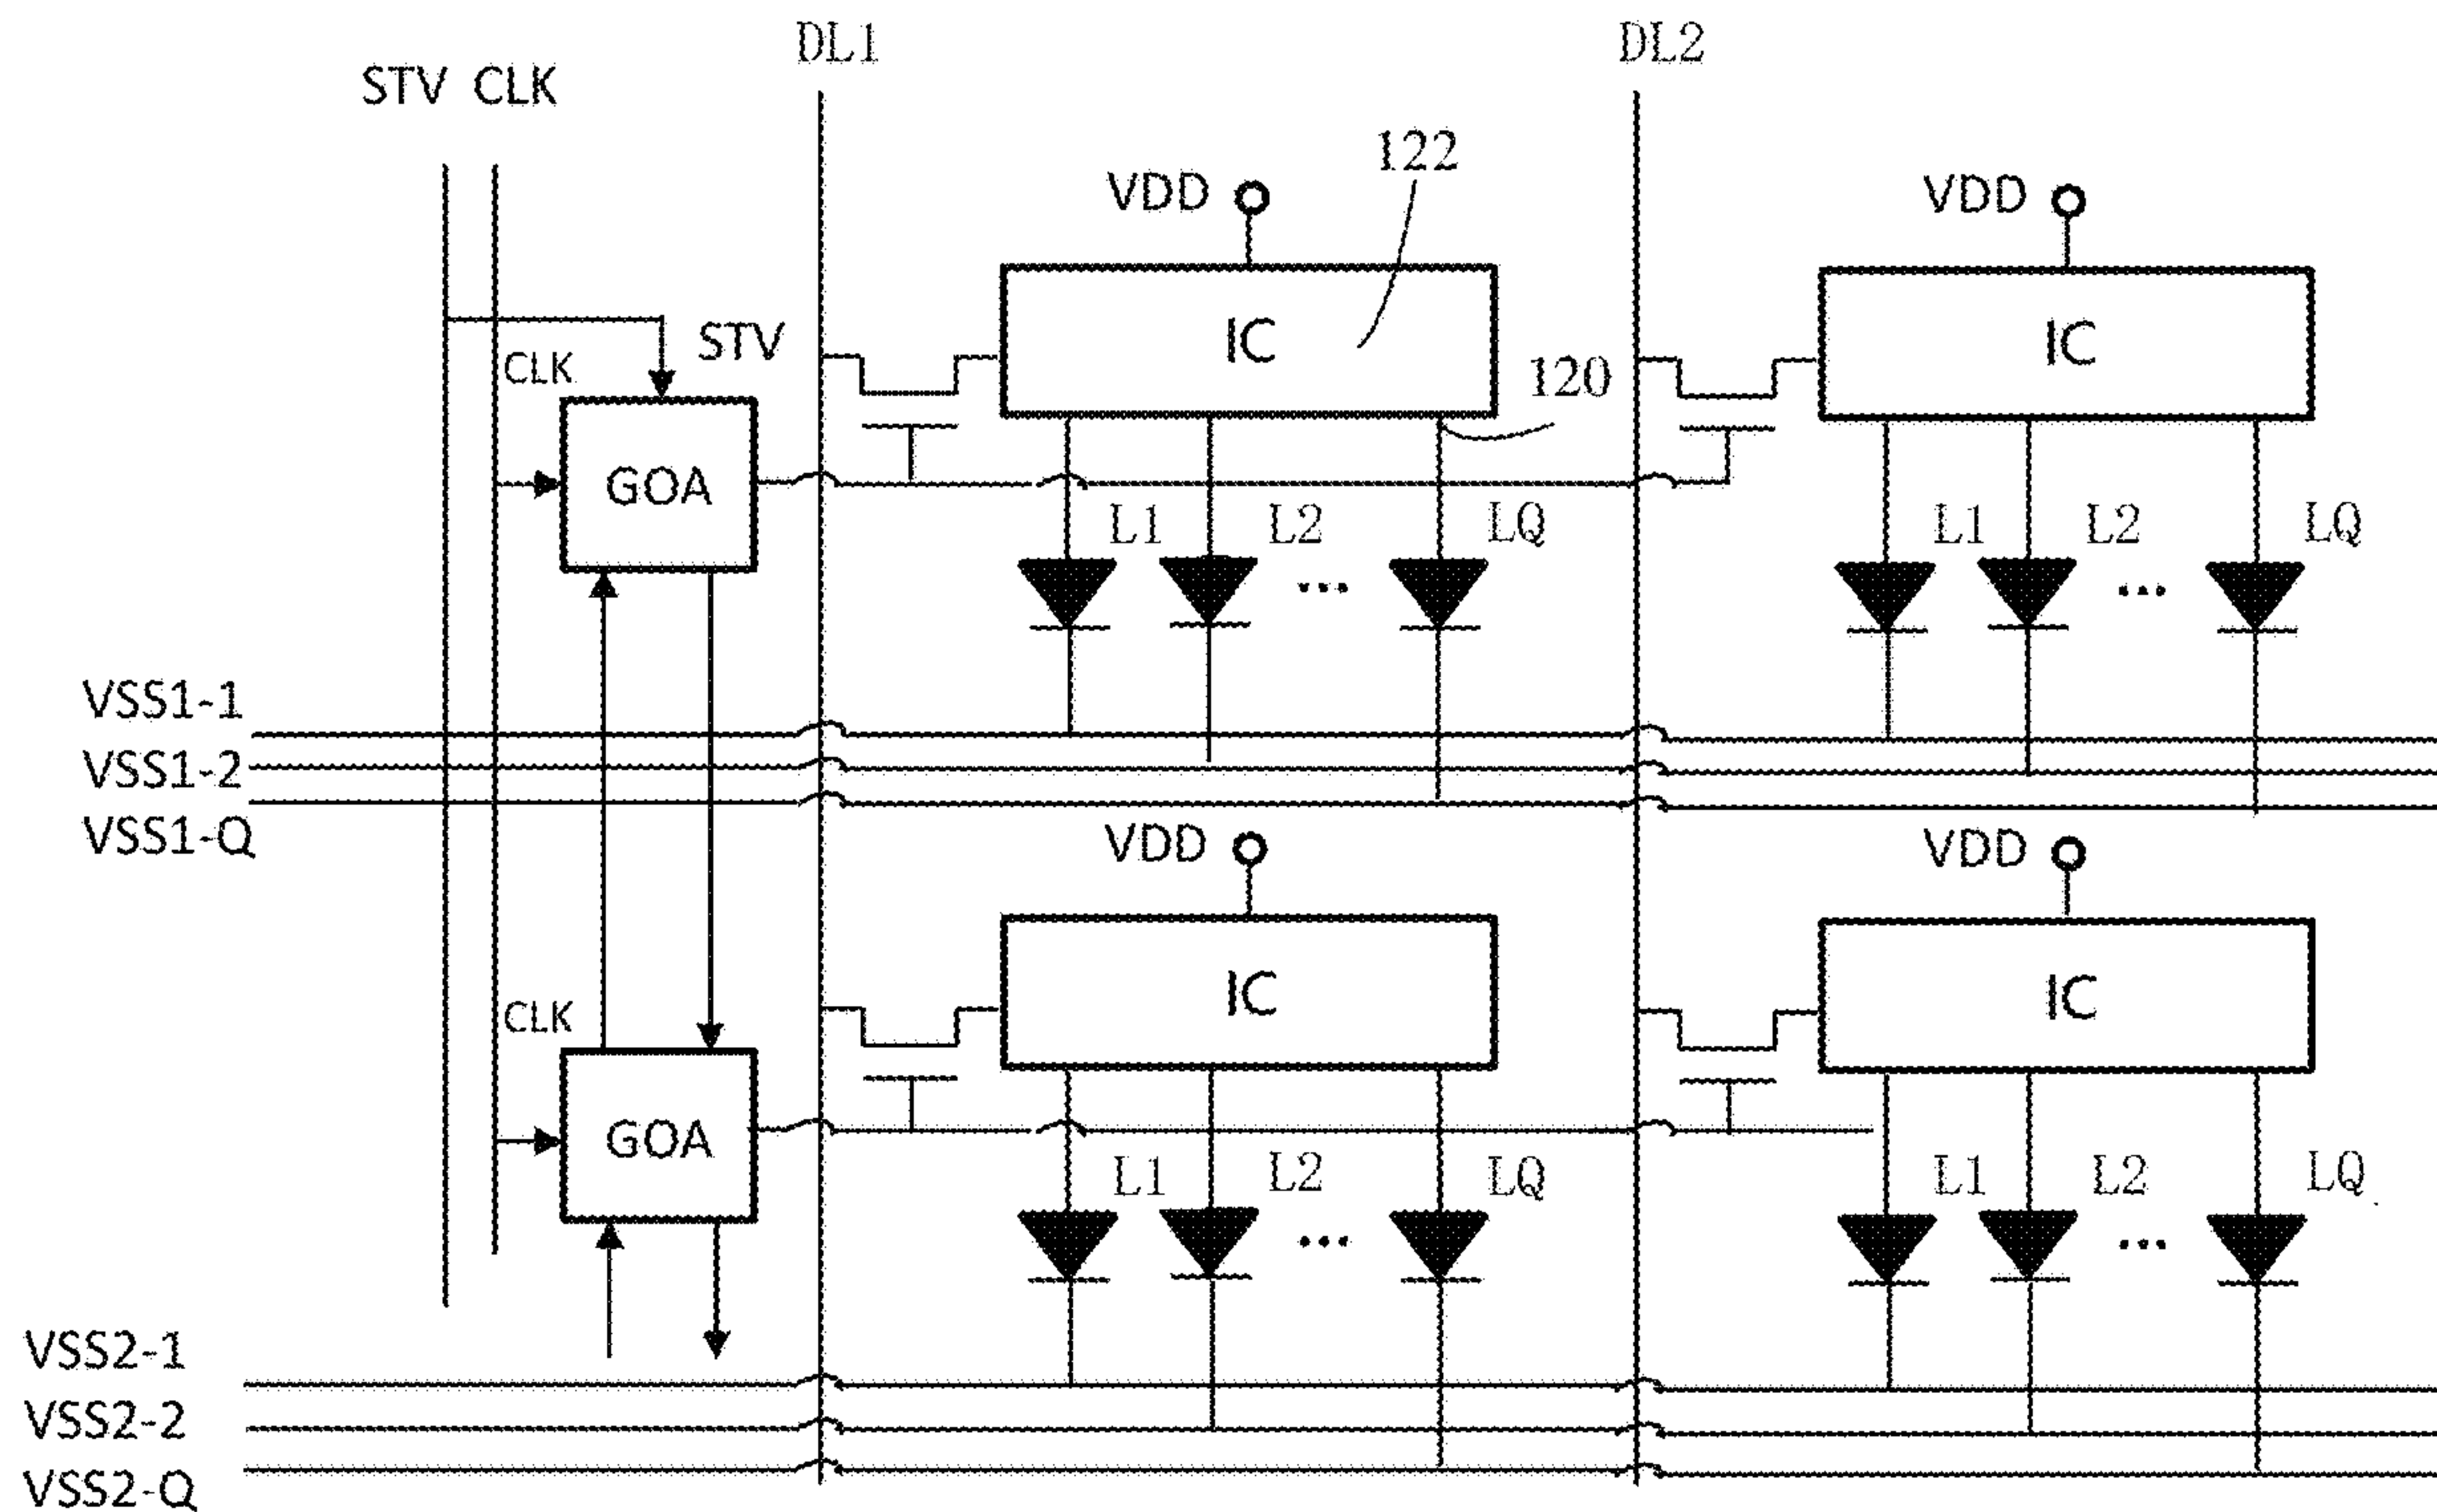 DL1 DL2
STV CLK
122
VDD VDD
STV IC IC
CLK 120
GOA
L1 L2 ... LQ L1 L2 ... LQ
VSS1-1
VSS1-2
VSS1-Q
VDD VDD
IC IC
CLK
GOA
L1 L2 ... LQ L1 L2 ... LQ
VSS2-1
VSS2-2
VSS2-Q